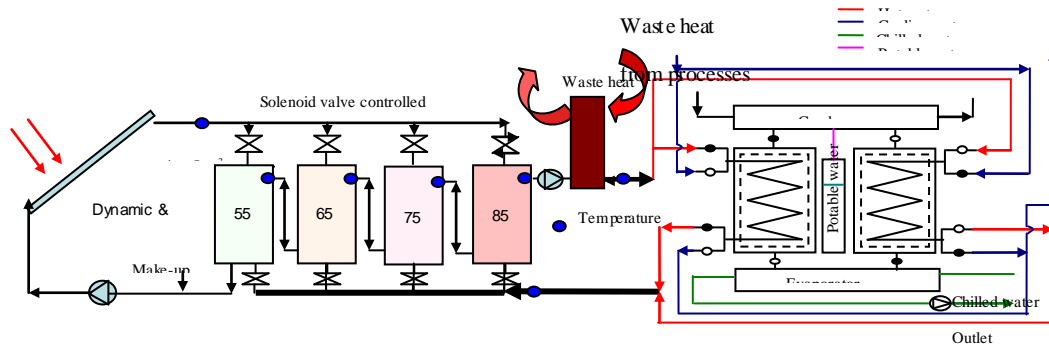 Waste heat
from processes
Waste heat
Solenoid valve controlled
Dynamic &
55
65
75
85
Temperature
Make-up
Potable water
Evaporator
Chilled water
Outlet